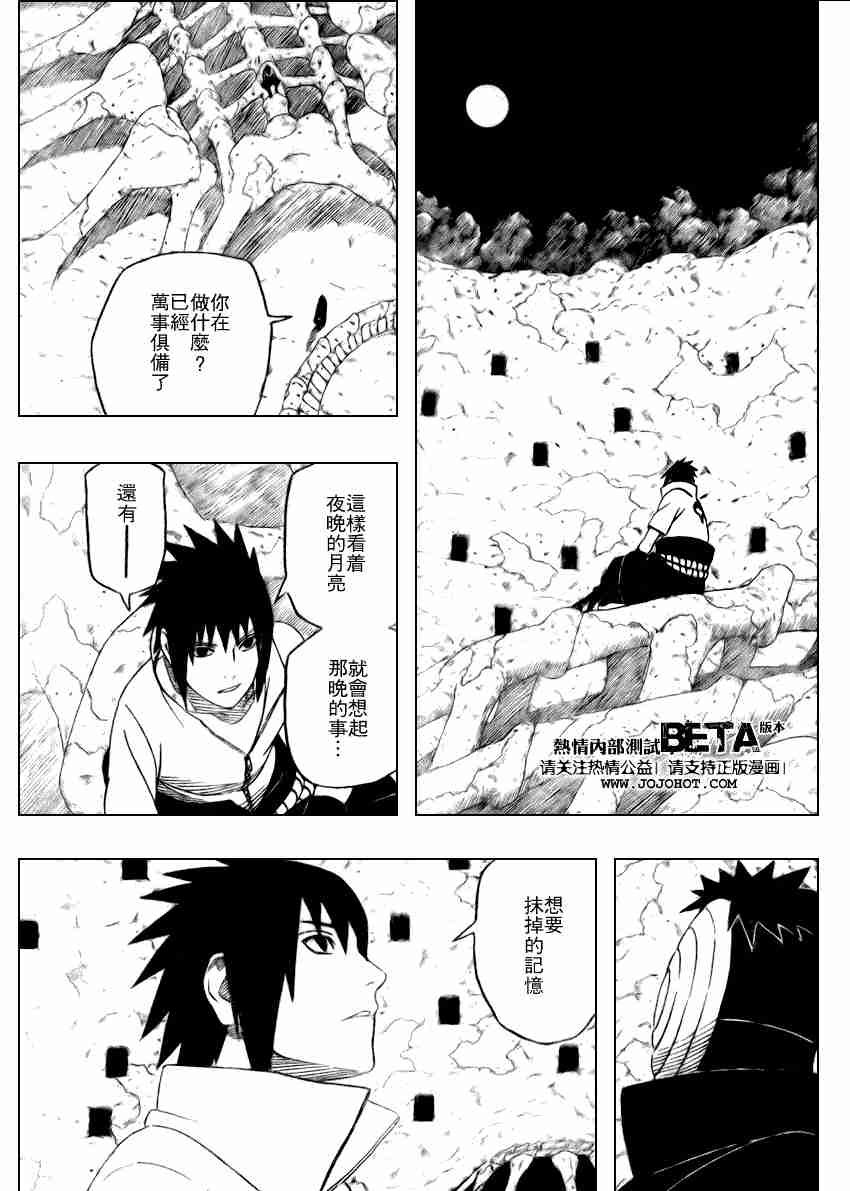 你在
做什麼？
已經
萬事俱備了
這樣看着
夜晚的月亮
就會想起
那晚的事…
還有—
想要
抹掉的記憶
熱情內部測試 BETA版本
请关注热情公益| 请支持正版漫画|
WWW.JOJOHOT.COM